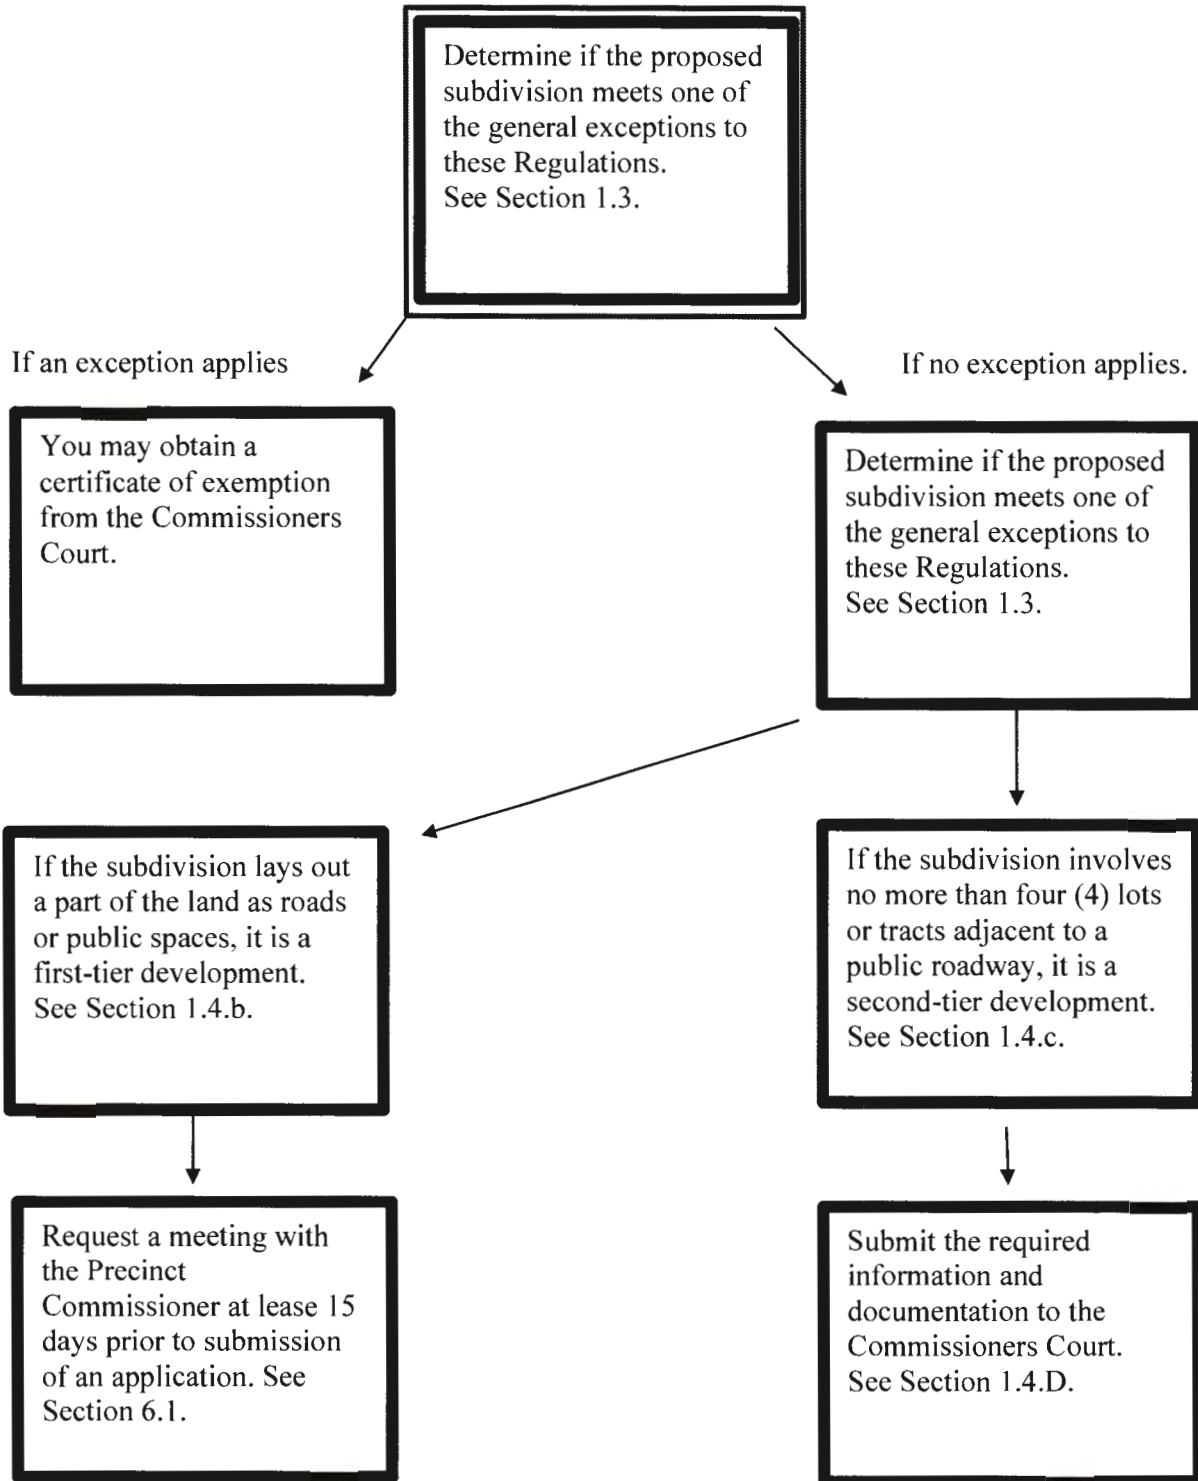 Determine if the proposed
subdivision meets one of
the general exceptions to
these Regulations.
See Section 1.3.
If an exception applies
If no exception applies.
You may obtain a
certificate of exemption
from the Commissioners
Court.
Determine if the proposed
subdivision meets one of
the general exceptions to
these Regulations.
See Section 1.3.
If the subdivision lays out
a part of the land as roads
or public spaces, it is a
first-tier development.
See Section 1.4.b.
If the subdivision involves
no more than four (4) lots
or tracts adjacent to a
public roadway, it is a
second-tier development.
See Section 1.4.c.
Request a meeting with
the Precinct
Commissioner at lease 15
days prior to submission
of an application. See
Section 6.1.
Submit the required
information and
documentation to the
Commissioners Court.
See Section 1.4.D.